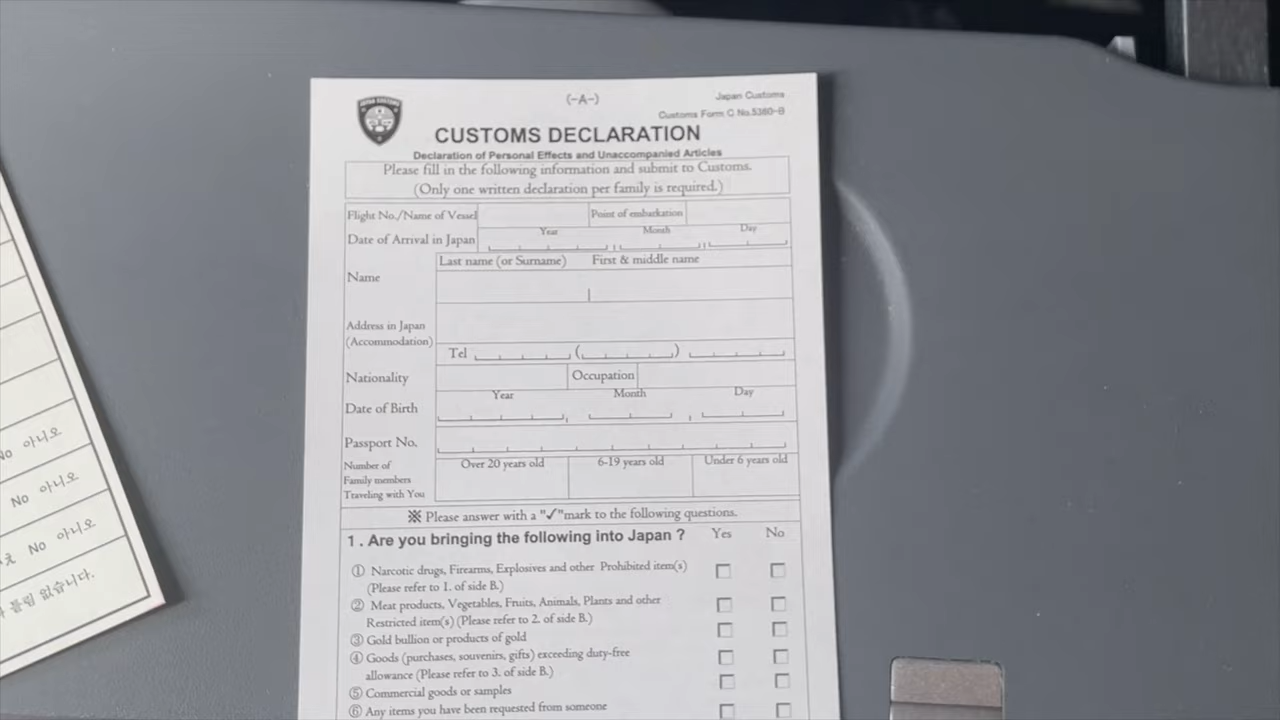 JAPAN CUSTOMS
(-A-)
Japan Customs
Customs Form C No.5360-B
CUSTOMS DECLARATION
Declaration of Personal Effects and Unaccompanied Articles
Please fill in the following information and submit to Customs.
(Only one written declaration per family is required.)
Flight No./Name of Vessel
Point of embarkation
Date of Arrival in Japan
Year Month Day
Last name (or Surname) First & middle name
Name
Address in Japan
(Accommodation)
Tel ( )
Nationality
Occupation
Year Month Day
Date of Birth
Passport No.
Number of
Family members
Traveling with You
Over 20 years old 6-19 years old Under 6 years old
※ Please answer with a "✓"mark to the following questions.
1 . Are you bringing the following into Japan ? Yes No
① Narcotic drugs, Firearms, Explosives and other Prohibited item(s)
(Please refer to 1. of side B.)
② Meat products, Vegetables, Fruits, Animals, Plants and other
Restricted item(s) (Please refer to 2. of side B.)
③ Gold bullion or products of gold
④ Goods (purchases, souvenirs, gifts) exceeding duty-free
allowance (Please refer to 3. of side B.)
⑤ Commercial goods or samples
⑥ Any items you have been requested from someone
No 아니오
No 아니오
No 아니오
틀림 없습니다.